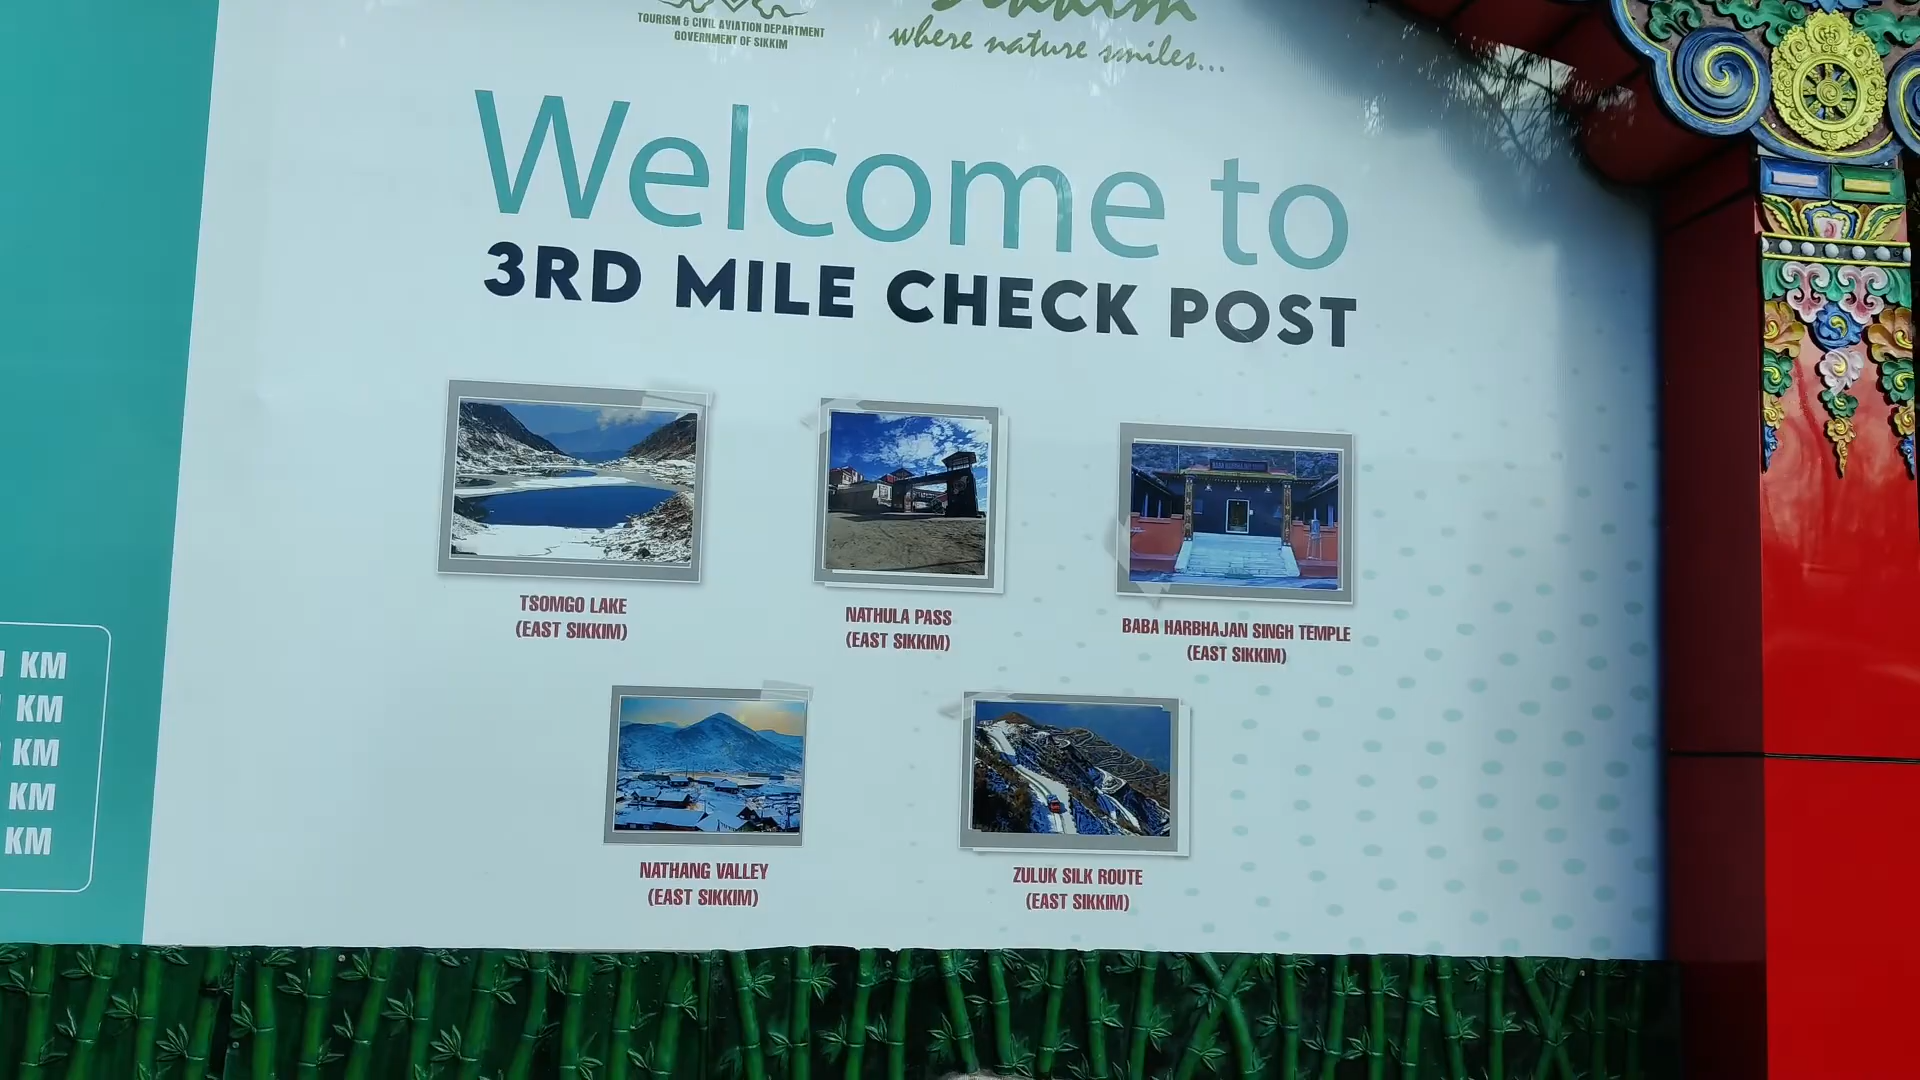 TOURISM & CIVIL AVIATION DEPARTMENT
GOVERNMENT OF SIKKIM
Sikkim
where nature smiles...
Welcome to
3RD MILE CHECK POST
TSOMGO LAKE
(EAST SIKKIM)
NATHULA PASS
(EAST SIKKIM)
BABA HARBHAJAN SINGH TEMPLE
(EAST SIKKIM)
NATHANG VALLEY
(EAST SIKKIM)
ZULUK SILK ROUTE
(EAST SIKKIM)
KM
KM
KM
KM
KM